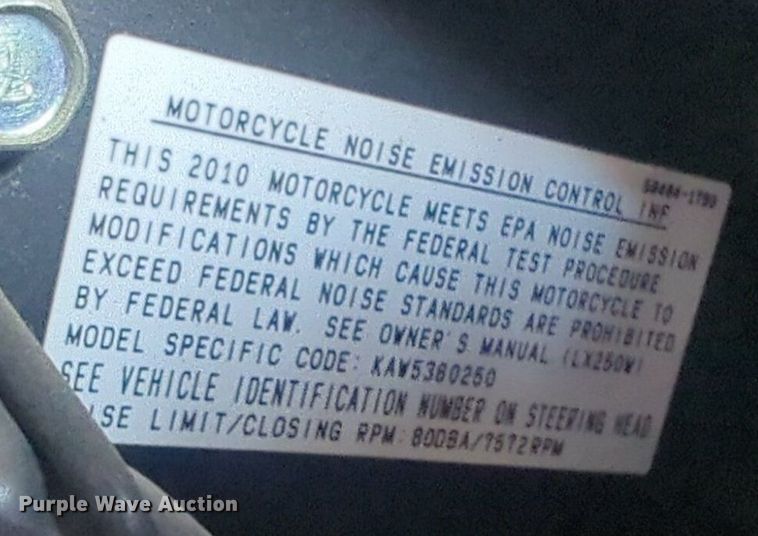 MOTORCYCLE NOISE EMISSION CONTROL INF
THIS 2010 MOTORCYCLE MEETS EPA NOISE EMISSION
REQUIREMENTS BY THE FEDERAL TEST PROCEDURE
MODIFICATIONS WHICH CAUSE THIS MOTORCYCLE TO
EXCEED FEDERAL NOISE STANDARDS ARE PROHIBITED
BY FEDERAL LAW. SEE OWNER'S MANUAL (LX250W)
MODEL SPECIFIC CODE: KAW5380250
SEE VEHICLE IDENTIFICATION NUMBER ON STEERING HEAD
LIMIT/CLOSING RPM: 80DBA/7572RPM
Purple Wave Auction